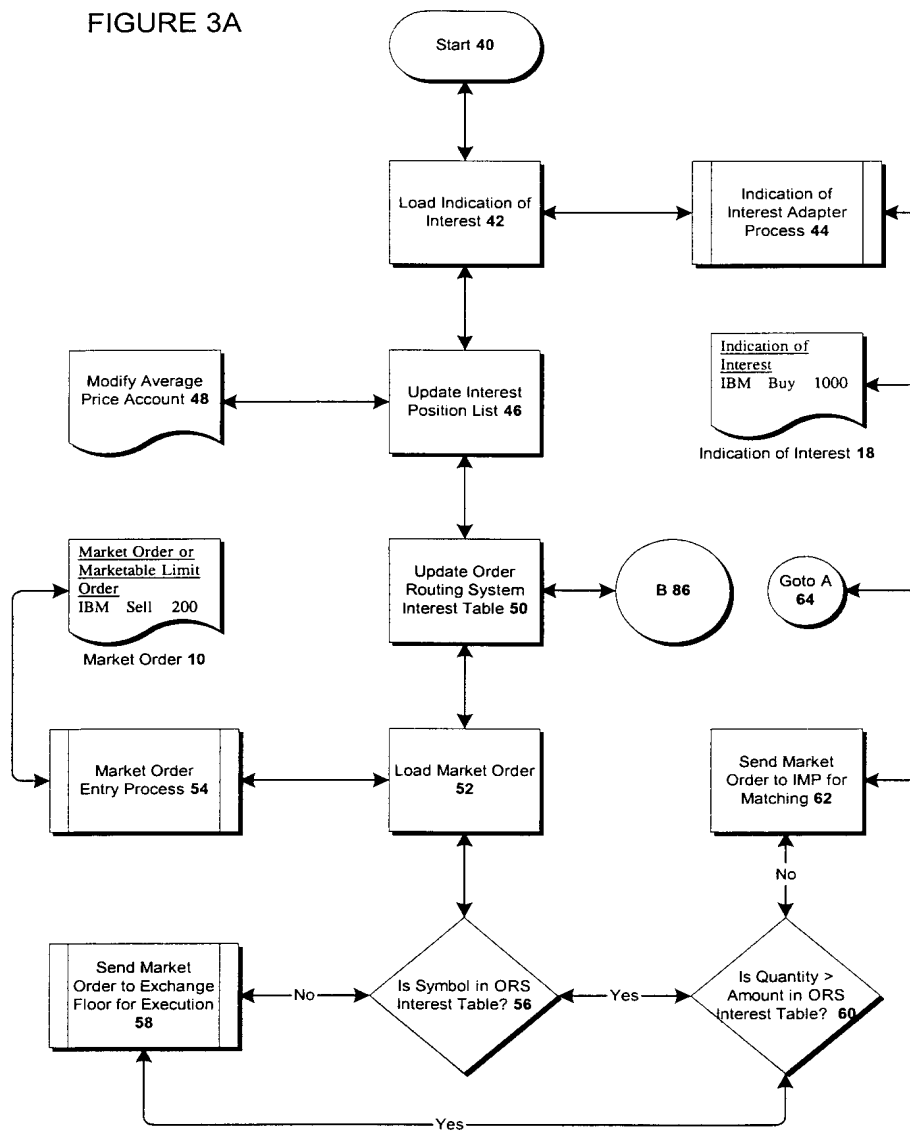 FIGURE 3A
Start 40
Load Indication of
Interest 42
Indication of
Interest Adapter
Process 44
Modify Average
Price Account 48
Update Interest
Position List 46
Indication of
Interest
IBM Buy 1000
Indication of Interest 18
Market Order or
Marketable Limit
Order
IBM Sell 200
Market Order 10
Update Order
Routing System
Interest Table 50
B 86
Goto A
64
Market Order
Entry Process 54
Load Market Order
52
Send Market
Order to IMP for
Matching 62
No
Send Market
Order to Exchange
Floor for Execution
58
No
Is Symbol in ORS
Interest Table? 56
Yes
Is Quantity >
Amount in ORS
Interest Table? 60
Yes